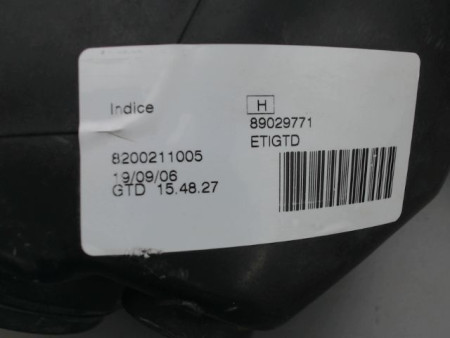 Indice H
89029771
8200211005 ETIGTD
19/09/06
GTD 15.48.27